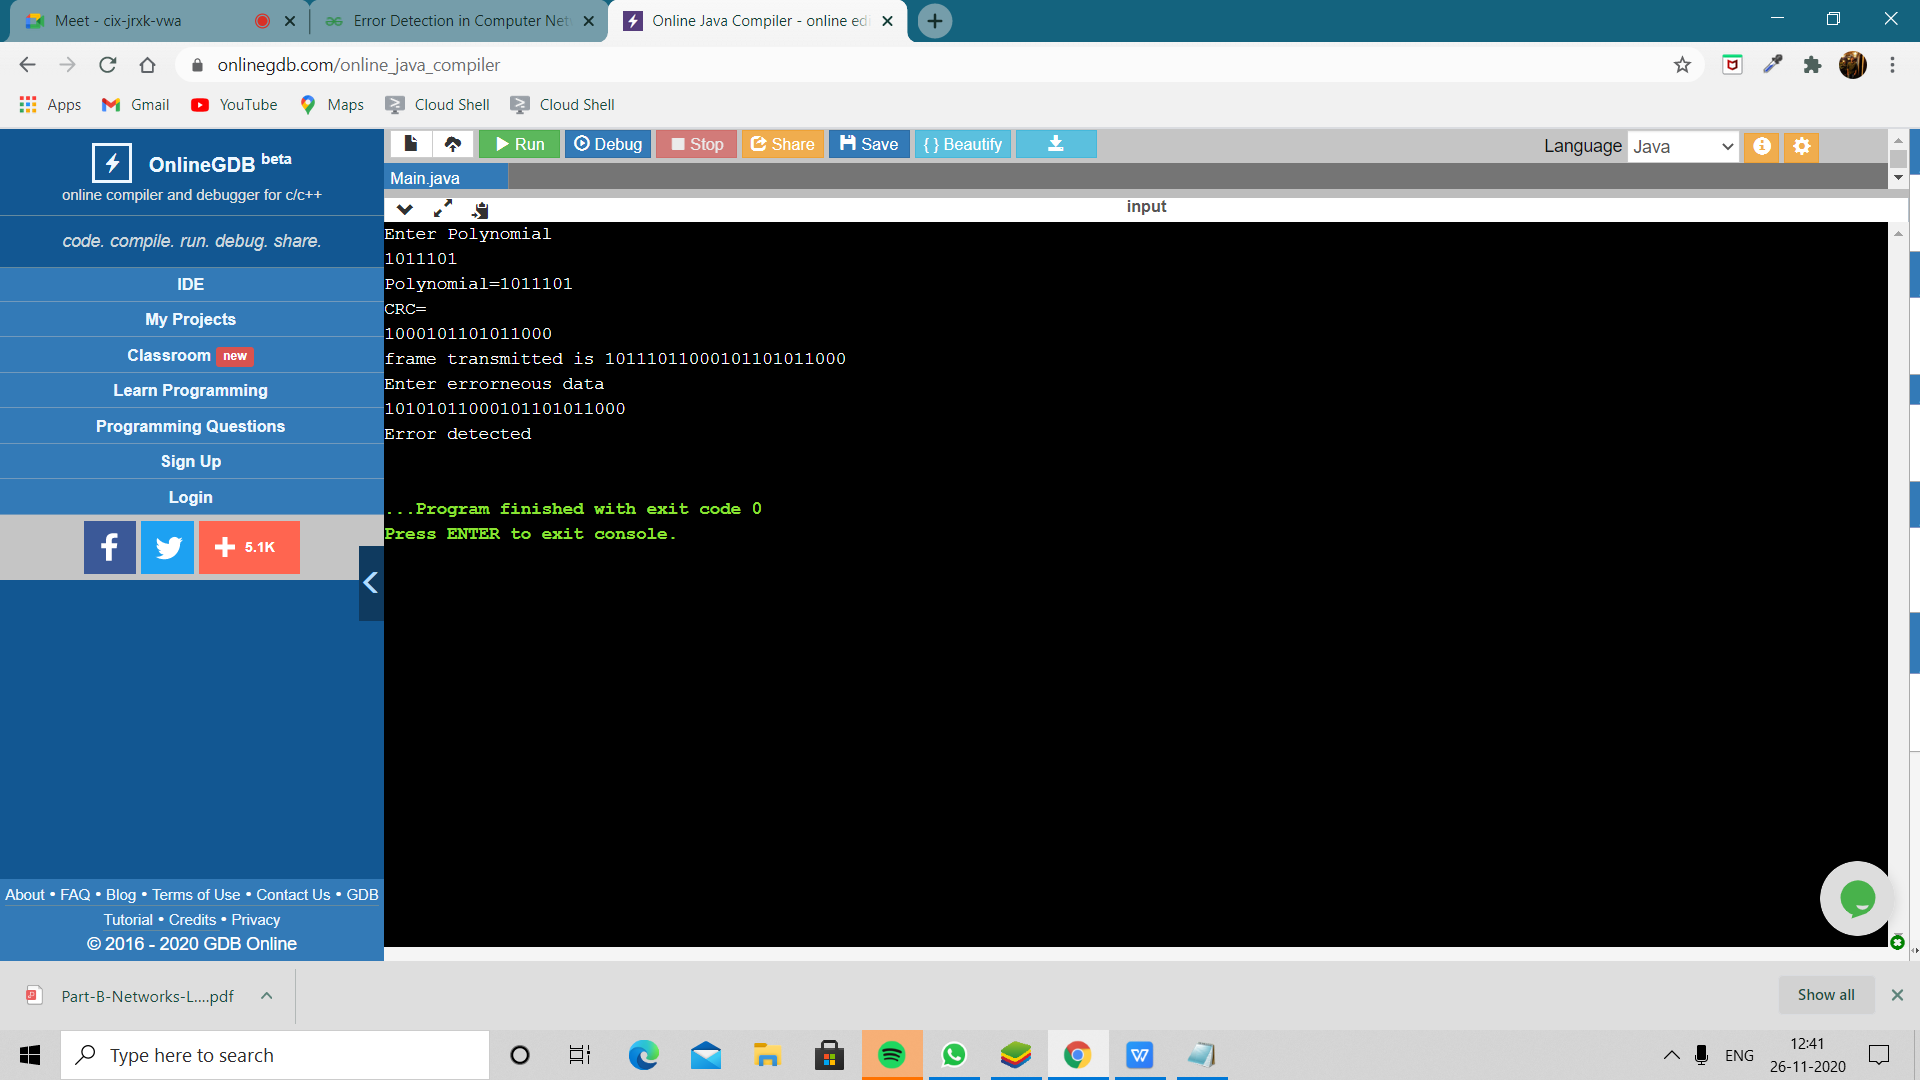 Meet - cix-jrxk-vwa
Error Detection in Computer Net
Online Java Compiler - online edi
onlinegdb.com/online_java_compiler
Apps
Gmail
YouTube
Maps
Cloud Shell
Cloud Shell
OnlineGDB beta
online compiler and debugger for c/c++
code. compile. run. debug. share.
IDE
My Projects
Classroom new
Learn Programming
Programming Questions
Sign Up
Login
5.1K
About • FAQ • Blog • Terms of Use • Contact Us • GDB
Tutorial • Credits • Privacy
© 2016 - 2020 GDB Online
Run
Debug
Stop
Share
Save
{ } Beautify
Language Java
Main.java
input
Enter Polynomial
1011101
Polynomial=1011101
CRC=
1000101101011000
frame transmitted is 10111011000101101011000
Enter errorneous data
10101011000101101011000
Error detected
...Program finished with exit code 0
Press ENTER to exit console.
Part-B-Networks-L....pdf
Show all
Type here to search
ENG
12:41
26-11-2020